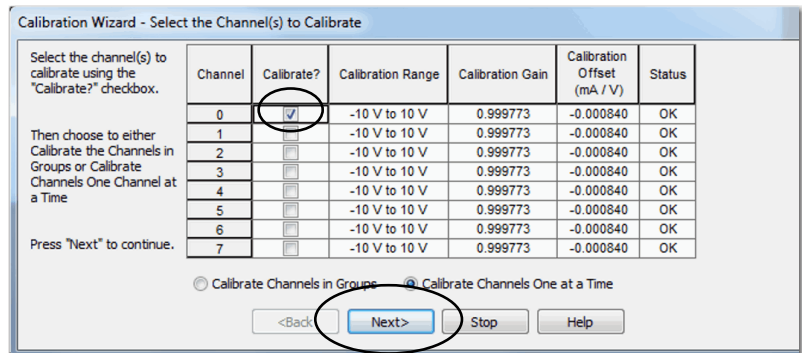 Calibration Wizard - Select the Channel(s) to Calibrate
Select the channel(s) to
calibrate using the
"Calibrate?" checkbox.
Then choose to either
Calibrate the Channels in
Groups or Calibrate
Channels One Channel at
a Time
Press "Next" to continue.
Channel Calibrate? Calibration Range Calibration Gain Calibration Offset (mA / V) Status
0 -10 V to 10 V 0.999773 -0.000840 OK
1 -10 V to 10 V 0.999773 -0.000840 OK
2 -10 V to 10 V 0.999773 -0.000840 OK
3 -10 V to 10 V 0.999773 -0.000840 OK
4 -10 V to 10 V 0.999773 -0.000840 OK
5 -10 V to 10 V 0.999773 -0.000840 OK
6 -10 V to 10 V 0.999773 -0.000840 OK
7 -10 V to 10 V 0.999773 -0.000840 OK
Calibrate Channels in Groups Calibrate Channels One at a Time
<Back Next> Stop Help